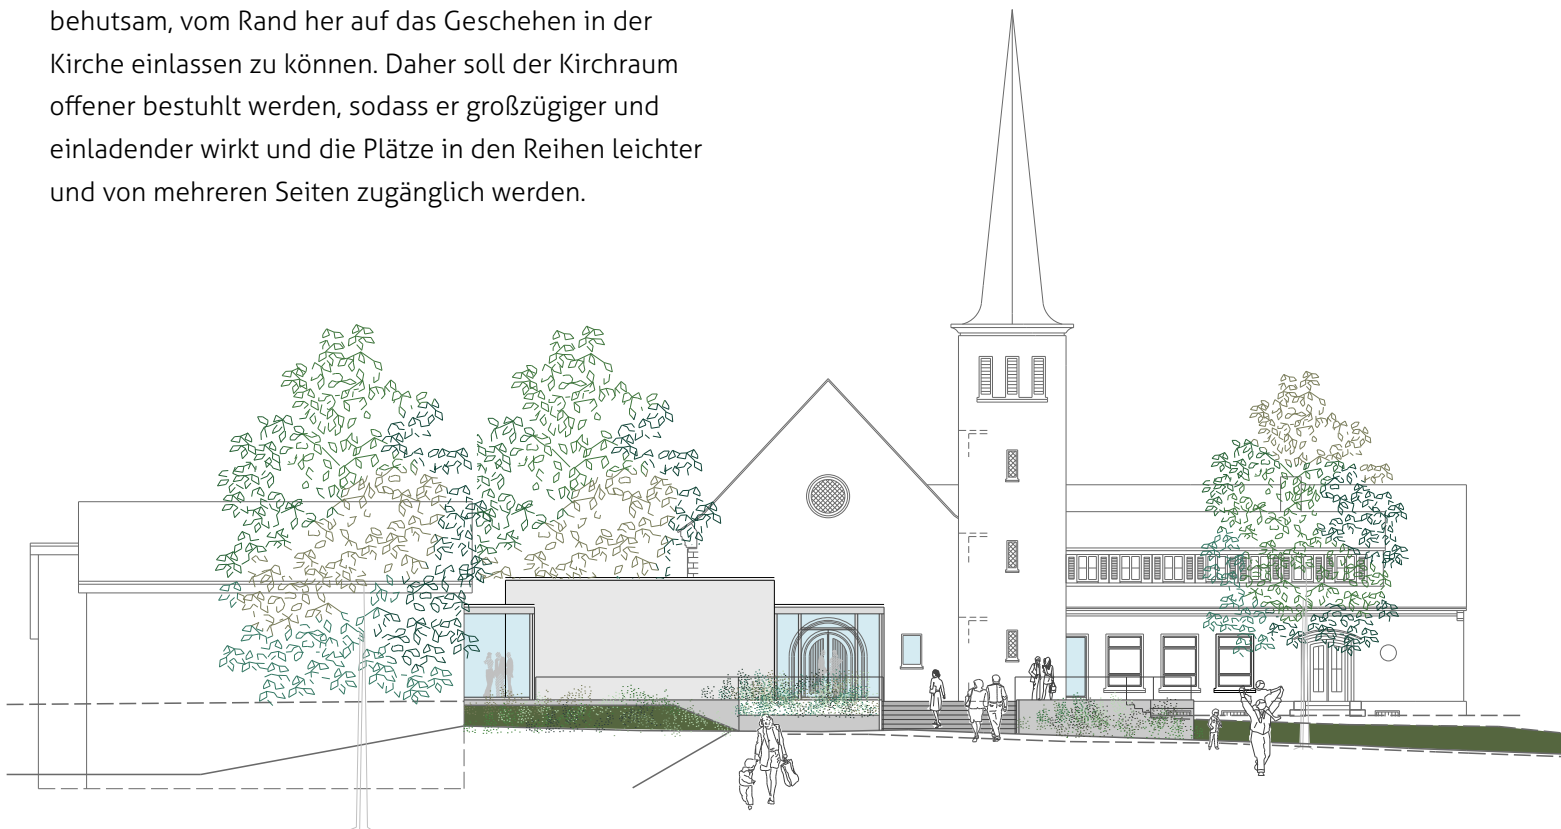 behutsam, vom Rand her auf das Geschehen in der
Kirche einlassen zu können. Daher soll der Kirchraum
offener bestuhlt werden, sodass er großzügiger und
einladender wirkt und die Plätze in den Reihen leichter
und von mehreren Seiten zugänglich werden.